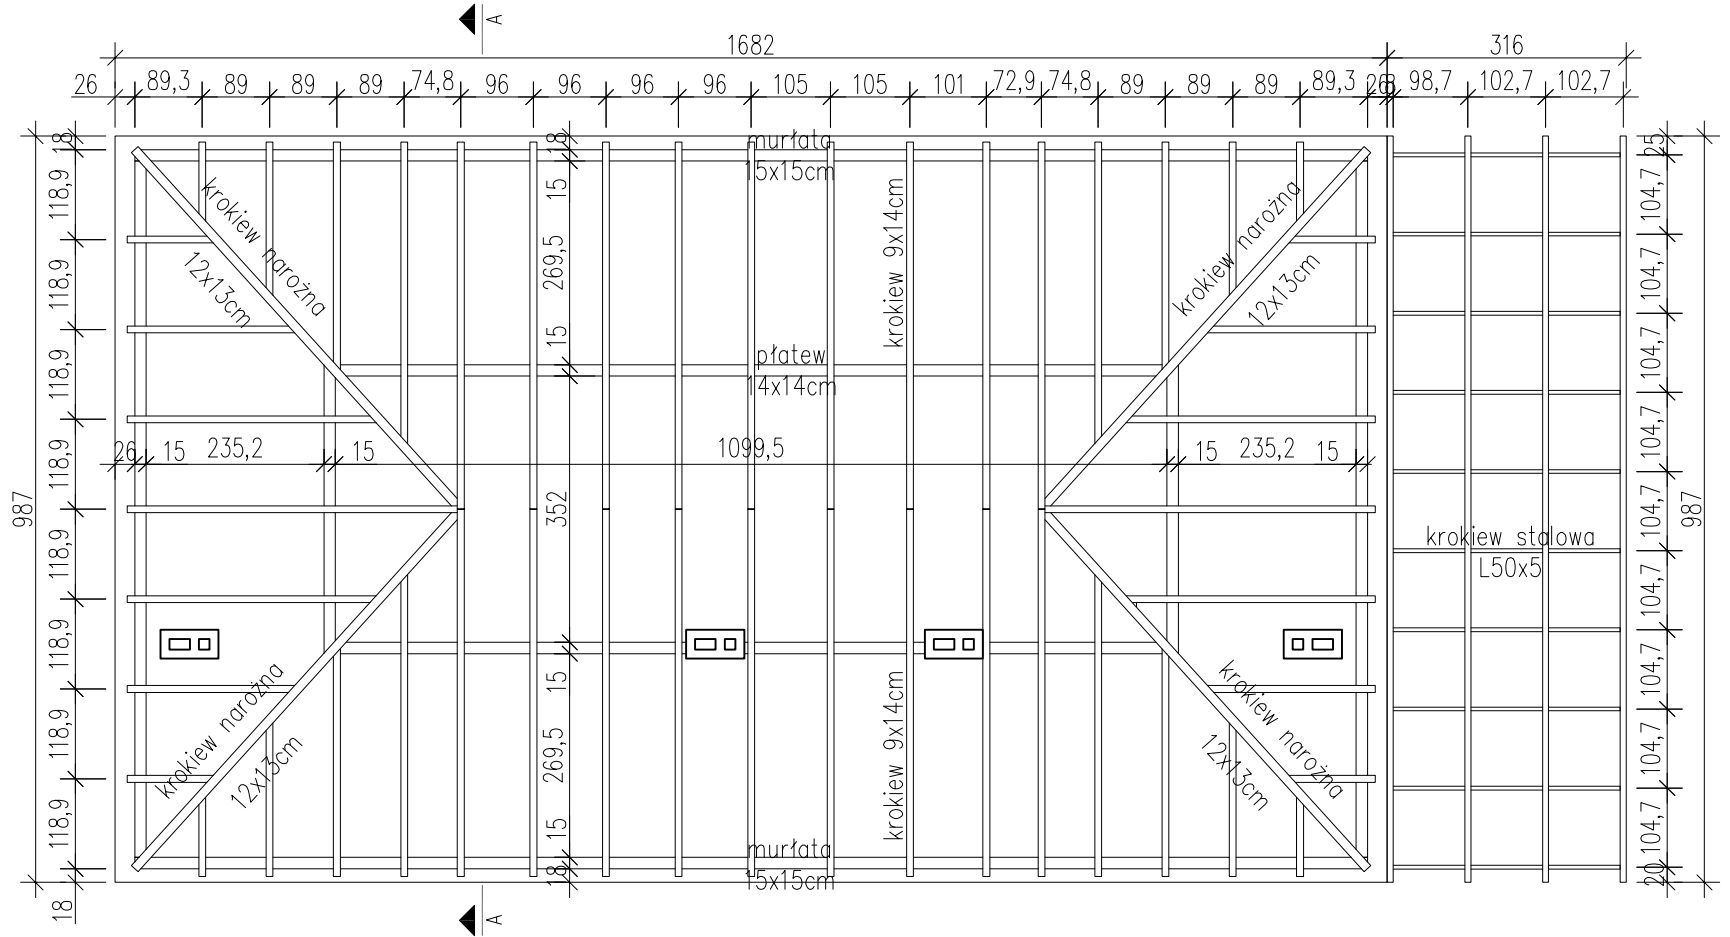 A
1682 316
26 89,3 89 89 89 74,8 96 96 96 96 105 105 101 72,9 74,8 89 89 89 89,3 26 8 98,7 102,7 102,7
18 18 murłata 25
15x15cm
118,9 krokiew narożna 15 krokiew 9x14cm krokiew narożna 104,7
12x13cm 269,5 12x13cm
118,9 104,7
15 104,7
118,9 płatew 104,7
14x14cm
26 15 235,2 15 1099,5 15 235,2 15
118,9 104,7
987 352 987
118,9 krokiew stalowa 104,7
L50x5
118,9 104,7
118,9 krokiew narożna 15 krokiew 9x14cm krokiew narożna 104,7
12x13cm 269,5 12x13cm
118,9 15 104,7
murłata
18 18 15x15cm 20
A